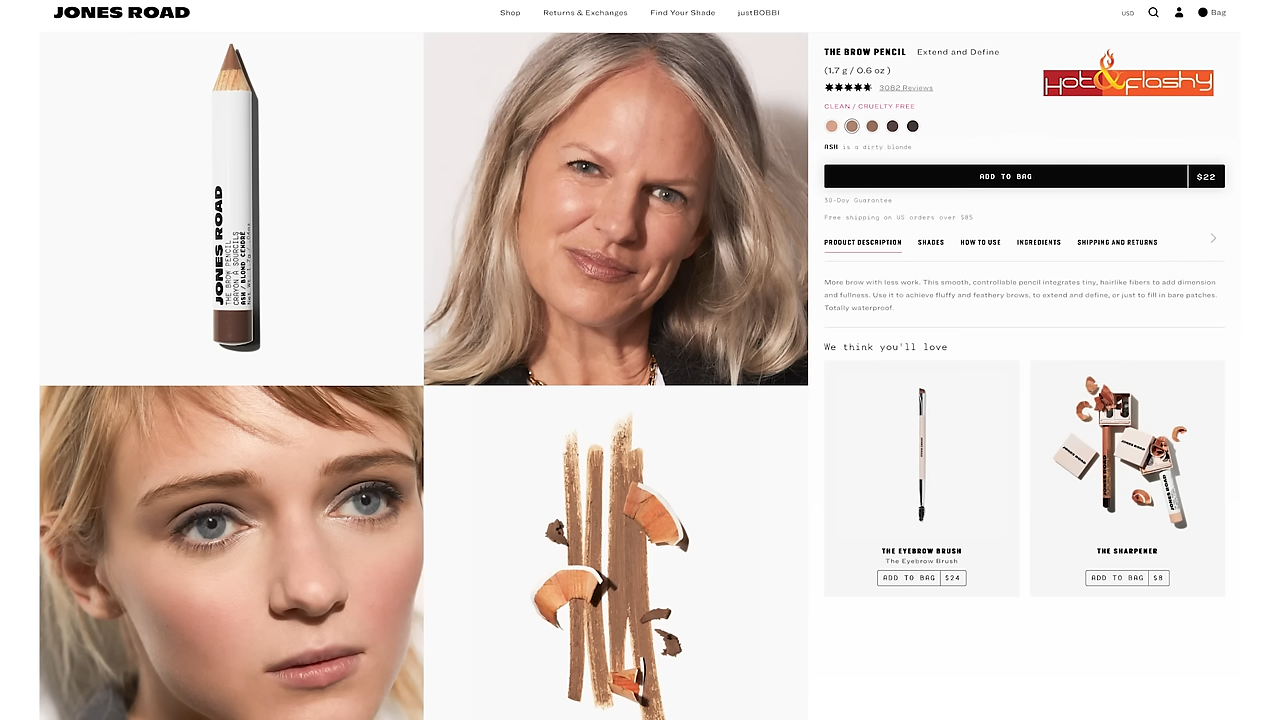 JONES ROAD
Shop Returns & Exchanges Find Your Shade justBOBBI
USD Bag
JONES ROAD
THE BROW PENCIL
CRAYON À SOURCILS
ASH / BLOND CENDRÉ
THE BROW PENCIL Extend and Define
(1.7 g / 0.6 oz )
3082 Reviews
CLEAN / CRUELTY FREE
ASH is a dirty blonde
Hot & flashy
ADD TO BAG $22
30-Day Guarantee
Free shipping on US orders over $85
PRODUCT DESCRIPTION SHADES HOW TO USE INGREDIENTS SHIPPING AND RETURNS
More brow with less work. This smooth, controllable pencil integrates tiny, hairlike fibers to add dimension
and fullness. Use it to achieve fluffy and feathery brows, to extend and define, or just to fill in bare patches.
Totally waterproof.
We think you'll love
THE EYEBROW BRUSH
The Eyebrow Brush
ADD TO BAG $24
JONES ROAD
JONES ROAD
JONES ROAD
THE SHARPENER
ADD TO BAG $8